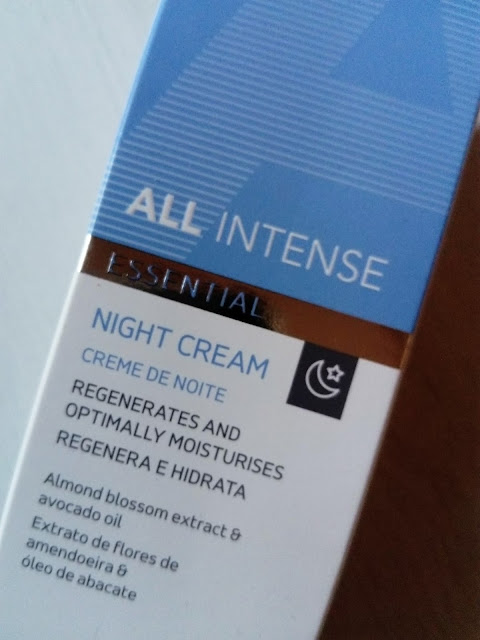 ALL INTENSE
ESSENTIAL
NIGHT CREAM
CREME DE NOITE
REGENERATES AND
OPTIMALLY MOISTURISES
REGENERA E HIDRATA
Almond blossom extract &
avocado oil
Extrato de flores de
amendoeira &
óleo de abacate